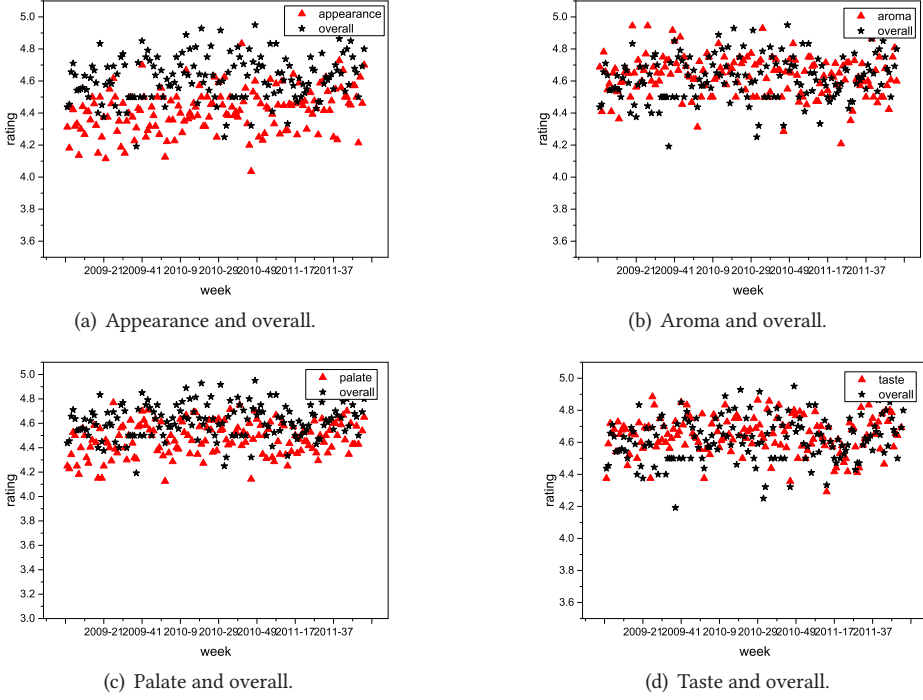 5.0
4.8
4.6
4.4
4.2
4.0
3.8
3.6
rating
appearance
overall
2009-21 2009-41 2010-9 2010-29 2010-49 2011-17 2011-37
week
(a) Appearance and overall.
5.0
4.8
4.6
4.4
4.2
4.0
3.8
3.6
rating
aroma
overall
2009-21 2009-41 2010-9 2010-29 2010-49 2011-17 2011-37
week
(b) Aroma and overall.
5.0
4.8
4.6
4.4
4.2
4.0
3.8
3.6
3.4
3.2
3.0
rating
palate
overall
2009-21 2009-41 2010-9 2010-29 2010-49 2011-17 2011-37
week
(c) Palate and overall.
5.0
4.8
4.6
4.4
4.2
4.0
3.8
3.6
rating
taste
overall
2009-21 2009-41 2010-9 2010-29 2010-49 2011-17 2011-37
week
(d) Taste and overall.